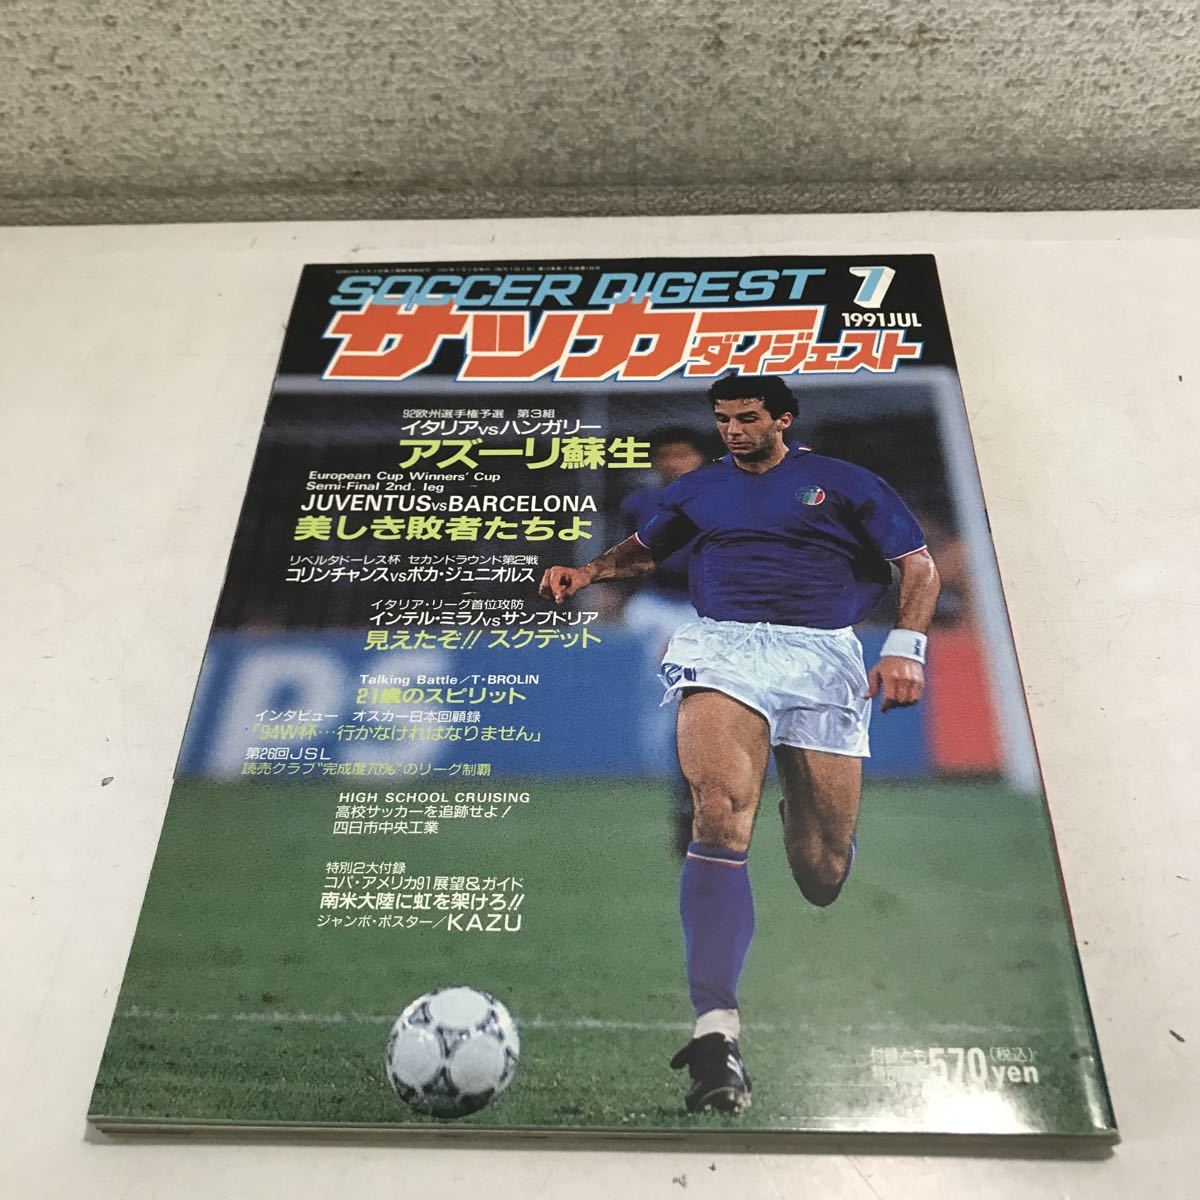 SOCCER DIGEST 7
1991 JUL
サッカーダイジェスト
92欧州選手権予選 第3組
イタリアvsハンガリー
アズーリ蘇生
European Cup Winners' Cup
Semi-Final 2nd. leg
JUVENTUS vs BARCELONA
美しき敗者たちよ
リベルタドーレス杯 セカンドラウンド第2戦
コリンチャンスvsボカ・ジュニオルス
イタリア・リーグ首位攻防
インテル・ミラノvsサンプドリア
見えたぞ!! スクデット
Talking Battle/T・BROLIN
21歳のスピリット
インタビュー オスカー日本回顧録
「'94W杯…行かなければなりません」
第26回JSL
読売クラブ"完成度70%"のリーグ制覇
HIGH SCHOOL CRUISING
高校サッカーを追跡せよ!
四日市中央工業
特別2大付録
コパ・アメリカ91展望&ガイド
南米大陸に虹を架けろ!!
ジャンボ・ポスター/KAZU
付録とも
特別定 570yen (税込)